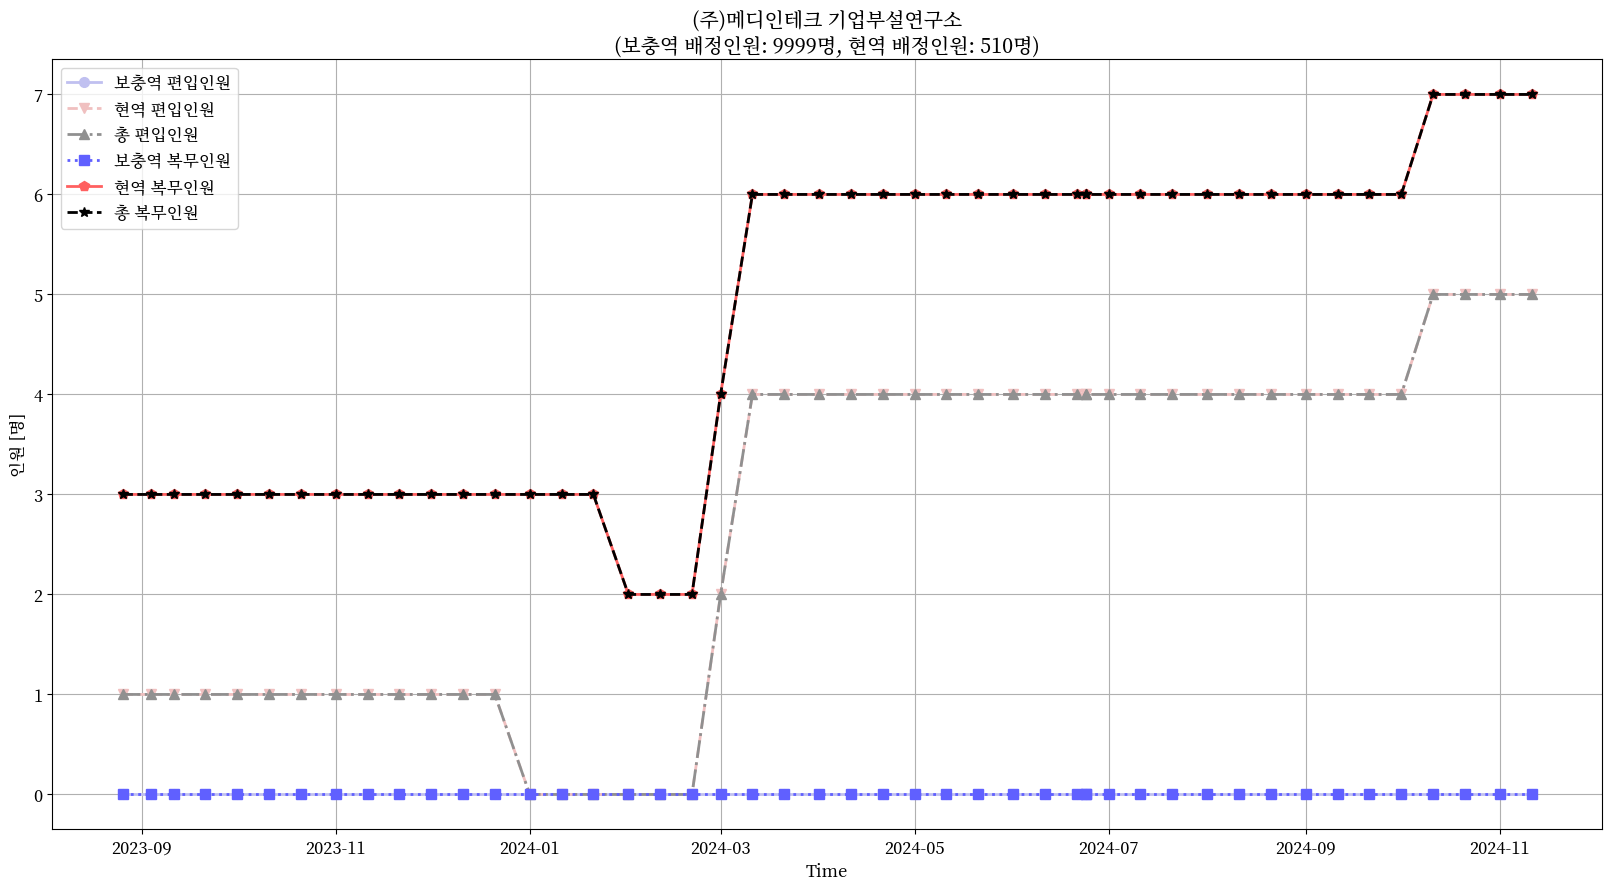 (주)메디인테크 기업부설연구소
(보충역 배정인원: 9999명, 현역 배정인원: 510명)
보충역 편입인원
현역 편입인원
총 편입인원
보충역 복무인원
현역 복무인원
총 복무인원
7
6
5
4
3
2
1
0
인원 [명]
2023-09
2023-11
2024-01
2024-03
2024-05
2024-07
2024-09
2024-11
Time